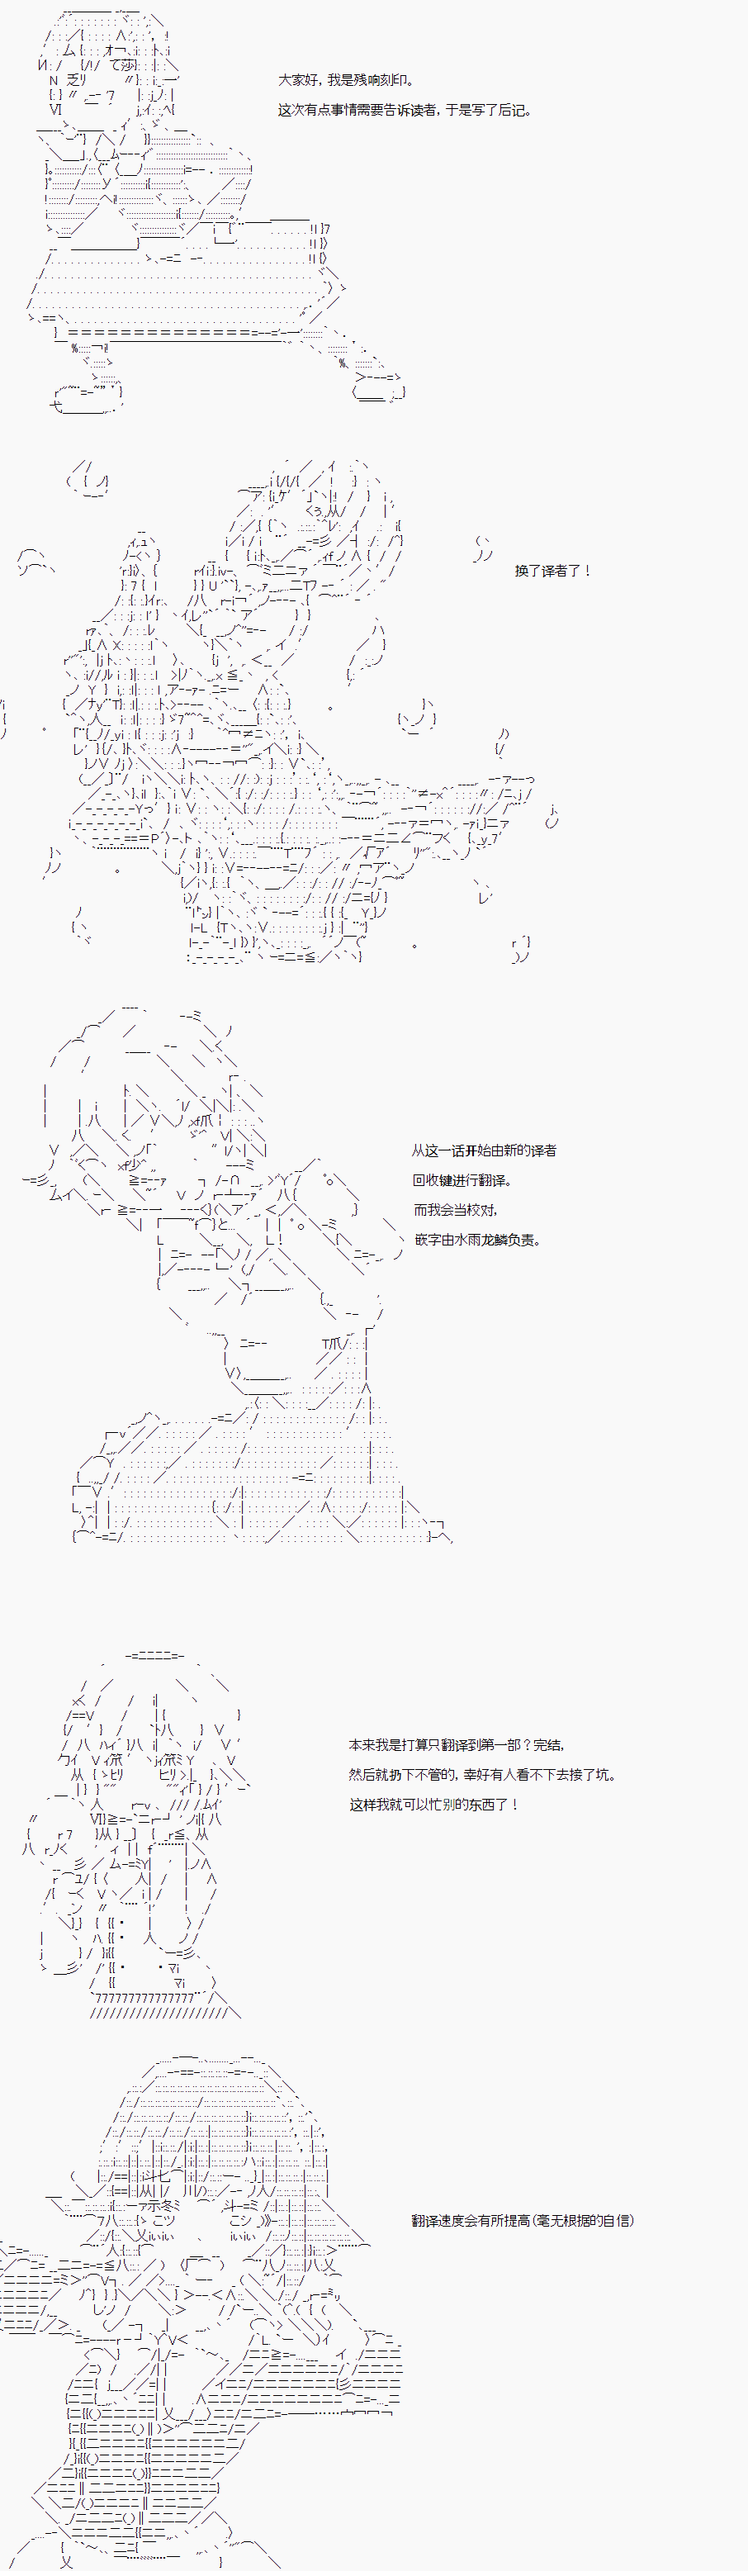 大家好，我是残响刻印。
这次有点事情需要告诉读者，于是写了后记。
换了译者了！
从这一话开始由新的译者
回收键进行翻译。
而我会当校对，
嵌字由水雨龙鳞负责。
本来我是打算只翻译到第一部？完结，
然后就扔下不管的，幸好有人看不下去接了坑。
这样我就可以忙别的东西了！
翻译速度会有所提高（毫无根据的自信）